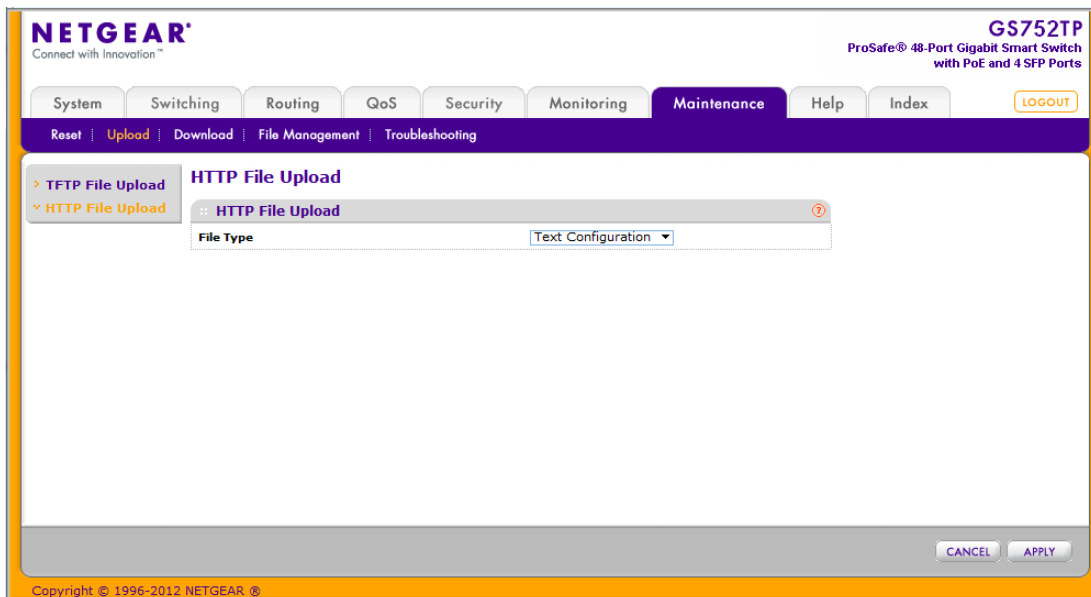 NETGEAR®
Connect with Innovation™
GS752TP
ProSafe® 48-Port Gigabit Smart Switch
with PoE and 4 SFP Ports
System Switching Routing QoS Security Monitoring Maintenance Help Index LOGOUT
Reset | Upload | Download | File Management | Troubleshooting
TFTP File Upload
HTTP File Upload
HTTP File Upload
HTTP File Upload ?
File Type Text Configuration
CANCEL APPLY
Copyright © 1996-2012 NETGEAR ®